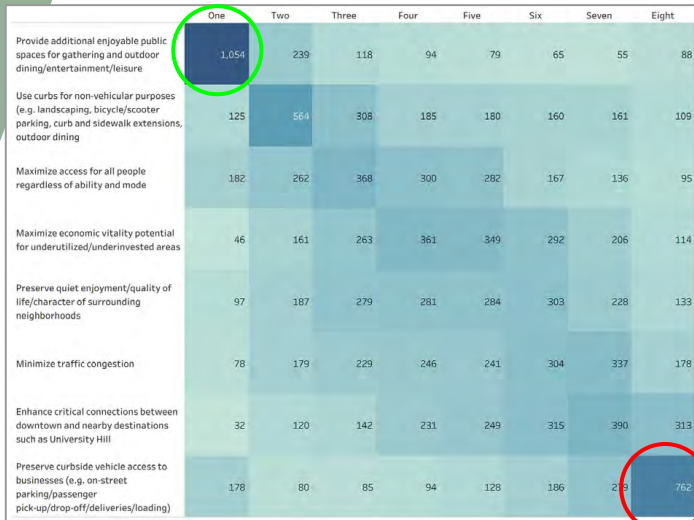 One Two Three Four Five Six Seven Eight
Provide additional enjoyable public
spaces for gathering and outdoor
dining/entertainment/leisure
1,054 239 118 94 79 65 55 88
Use curbs for non-vehicular purposes
(e.g. landscaping, bicycle/scooter
parking, curb and sidewalk extensions,
outdoor dining
125 564 308 185 180 160 161 109
Maximize access for all people
regardless of ability and mode
182 262 368 300 282 167 136 95
Maximize economic vitality potential
for underutilized/underinvested areas
46 161 263 361 349 292 206 114
Preserve quiet enjoyment/quality of
life/character of surrounding
neighborhoods
97 187 279 281 284 303 228 133
Minimize traffic congestion
78 179 229 246 241 304 337 178
Enhance critical connections between
downtown and nearby destinations
such as University Hill
32 120 142 231 249 315 390 313
Preserve curbside vehicle access to
businesses (e.g. on-street
parking/passenger
pick-up/drop-off/deliveries/loading)
178 80 85 94 128 186 762